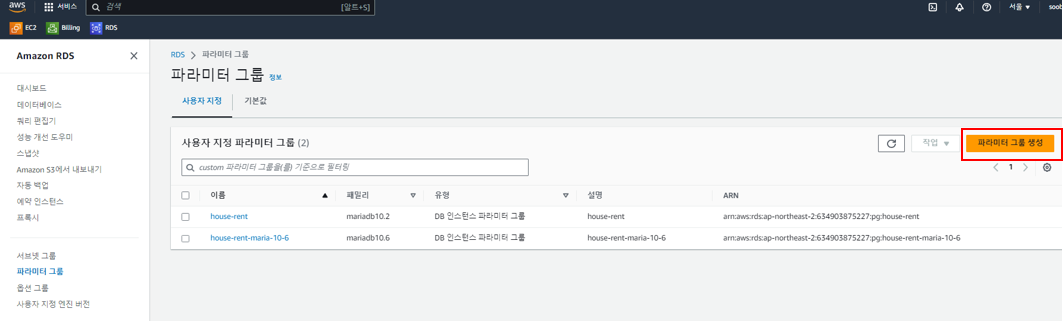 aws 서비스 검색 [알트+S] 서울 ▼ soob
EC2 Billing RDS
Amazon RDS
RDS > 파라미터 그룹
파라미터 그룹 정보
사용자 지정 기본값
대시보드
데이터베이스
쿼리 편집기
성능 개선 도우미
스냅샷
Amazon S3에서 내보내기
자동 백업
예약 인스턴스
프록시
서브넷 그룹
파라미터 그룹
옵션 그룹
사용자 지정 엔진 버전
사용자 지정 파라미터 그룹 (2)
작업 ▼
파라미터 그룹 생성
custom 파라미터 그룹을(를) 기준으로 필터링
< 1 >
이름 패밀리 유형 설명 ARN
house-rent mariadb10.2 DB 인스턴스 파라미터 그룹 house-rent arn:aws:rds:ap-northeast-2:634903875227:pg:house-rent
house-rent-maria-10-6 mariadb10.6 DB 인스턴스 파라미터 그룹 house-rent-maria-10-6 arn:aws:rds:ap-northeast-2:634903875227:pg:house-rent-maria-10-6